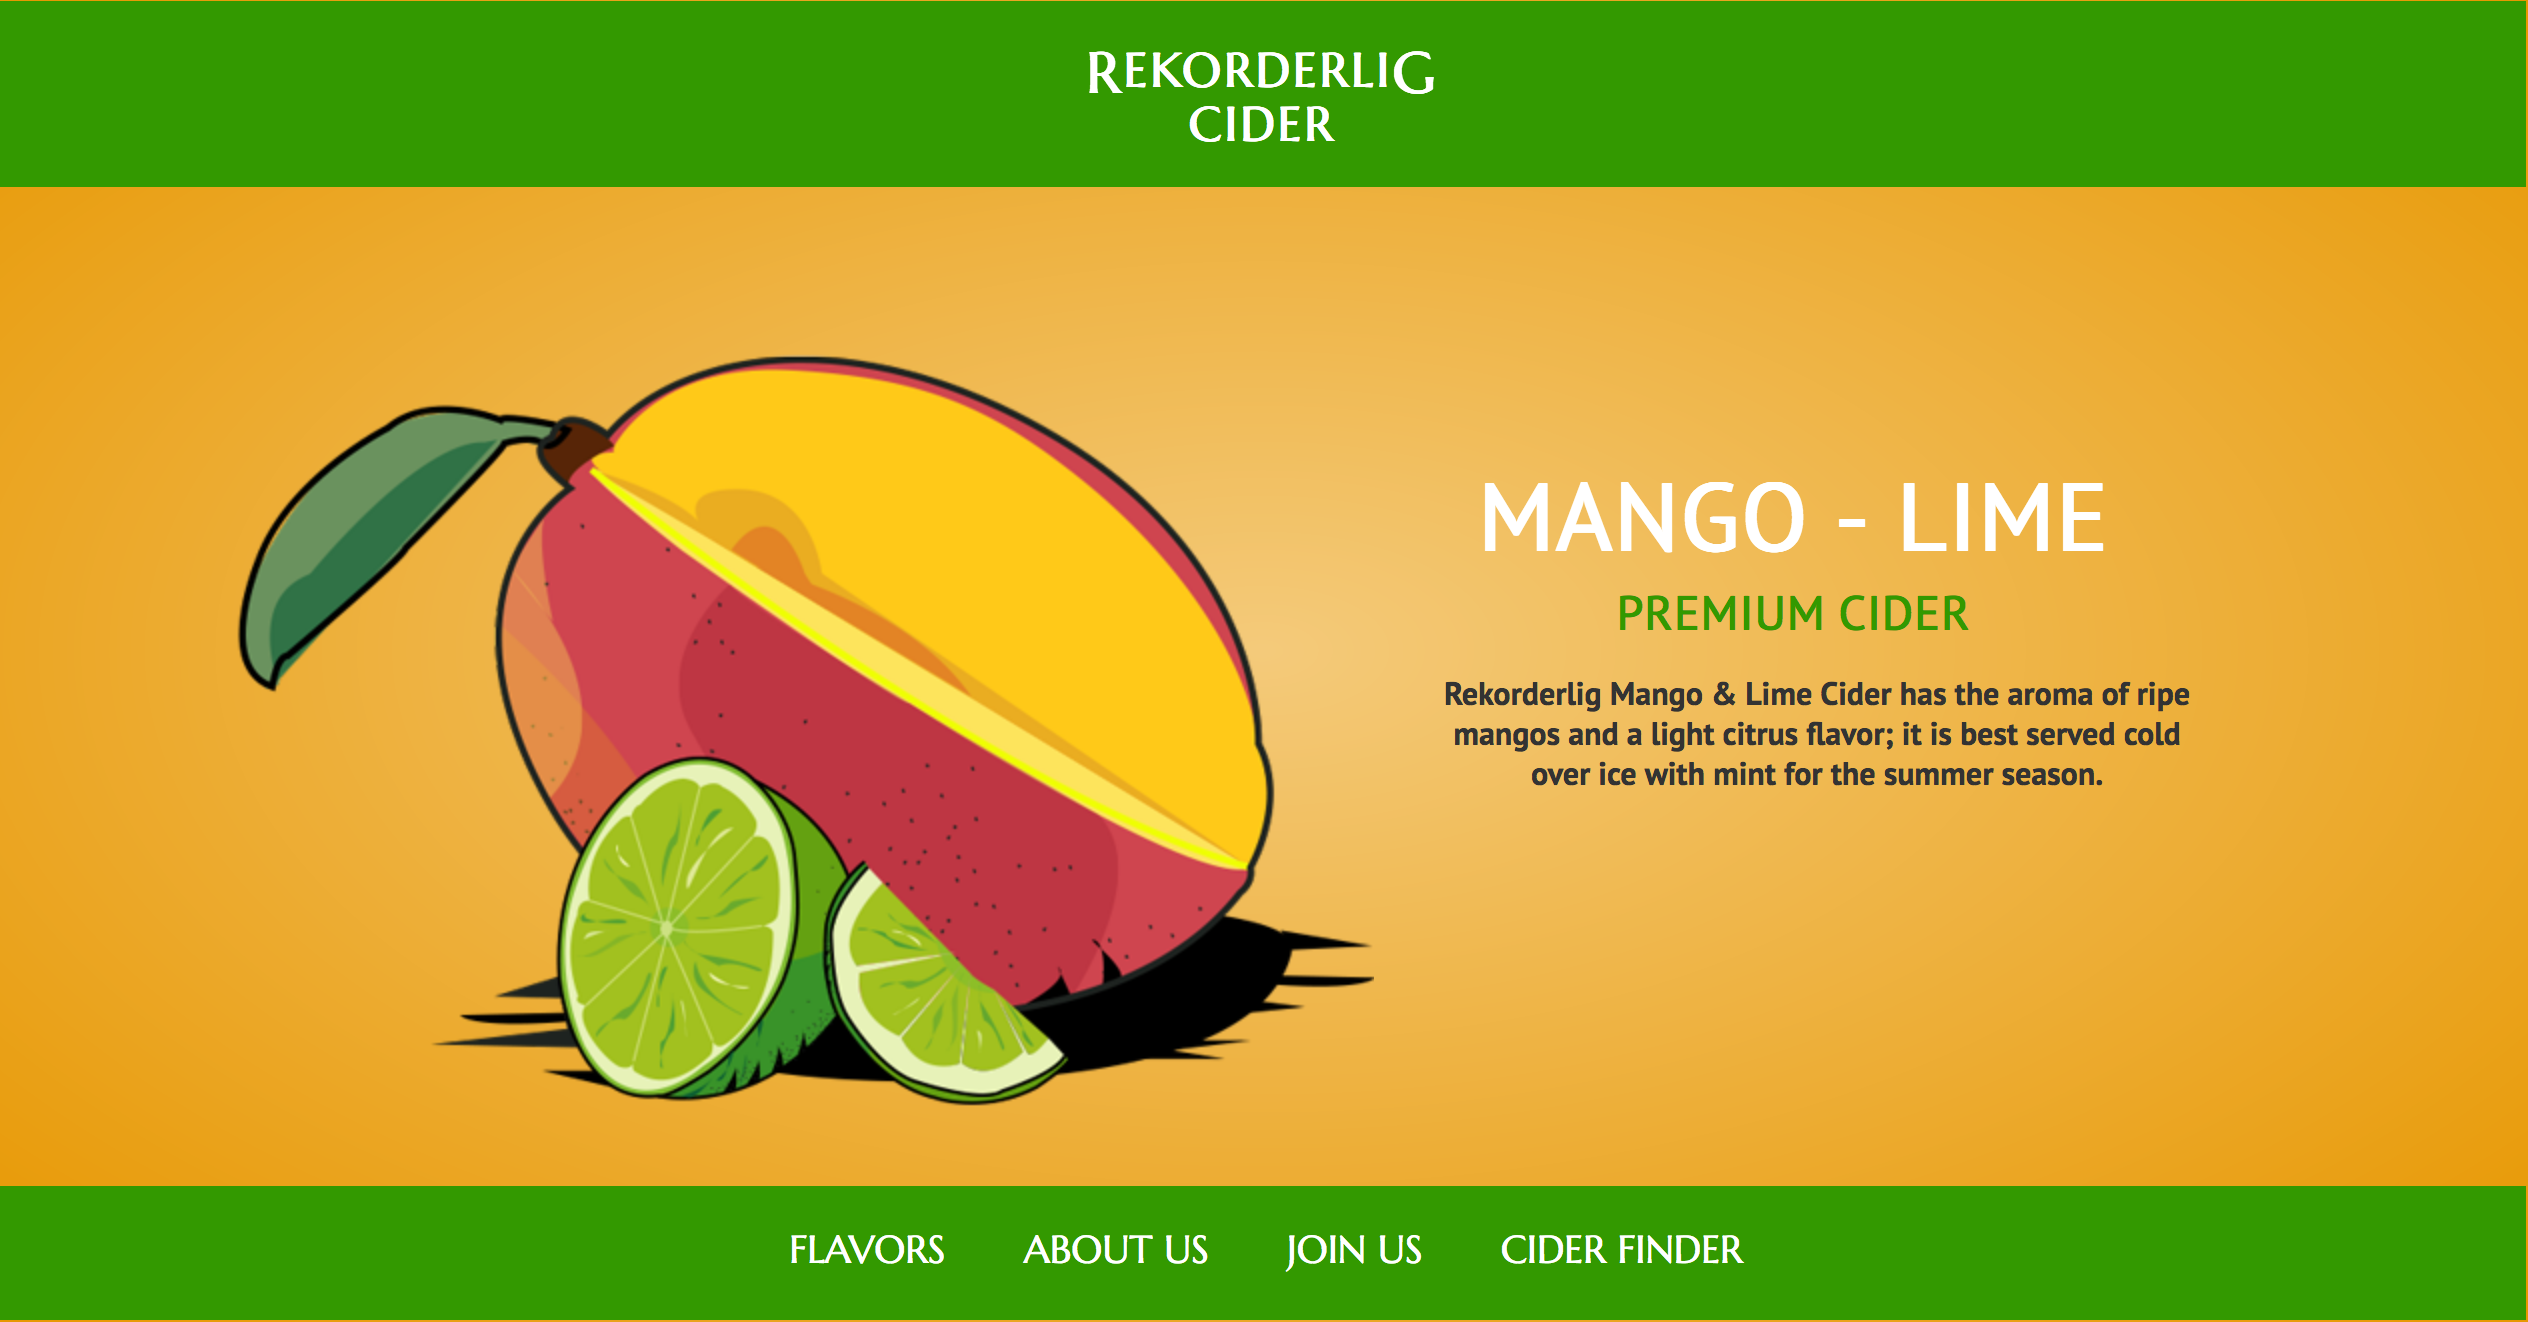 REKORDERLIG
CIDER
MANGO - LIME
PREMIUM CIDER
Rekorderlig Mango & Lime Cider has the aroma of ripe
mangos and a light citrus flavor; it is best served cold
over ice with mint for the summer season.
FLAVORS ABOUT US JOIN US CIDER FINDER